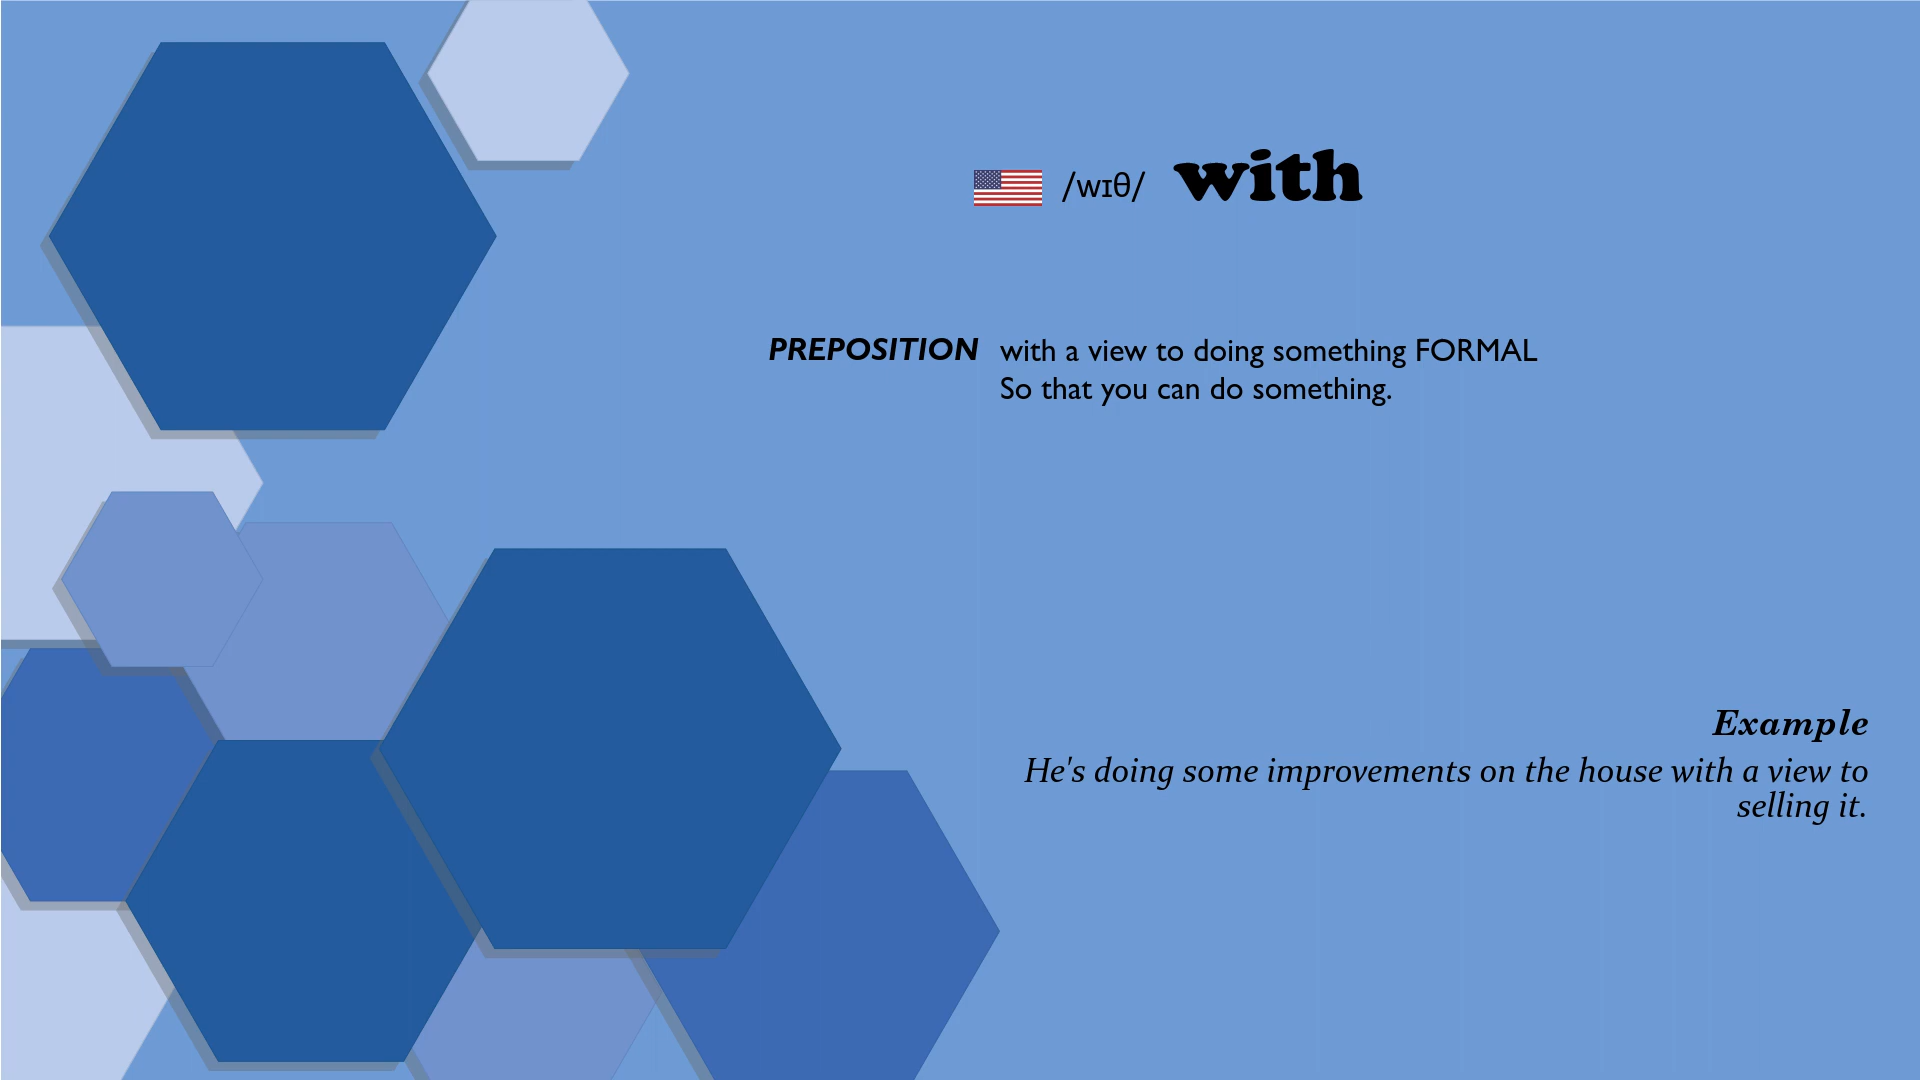 /wɪθ/ with
PREPOSITION with a view to doing something FORMAL
So that you can do something.
Example
He's doing some improvements on the house with a view to
selling it.